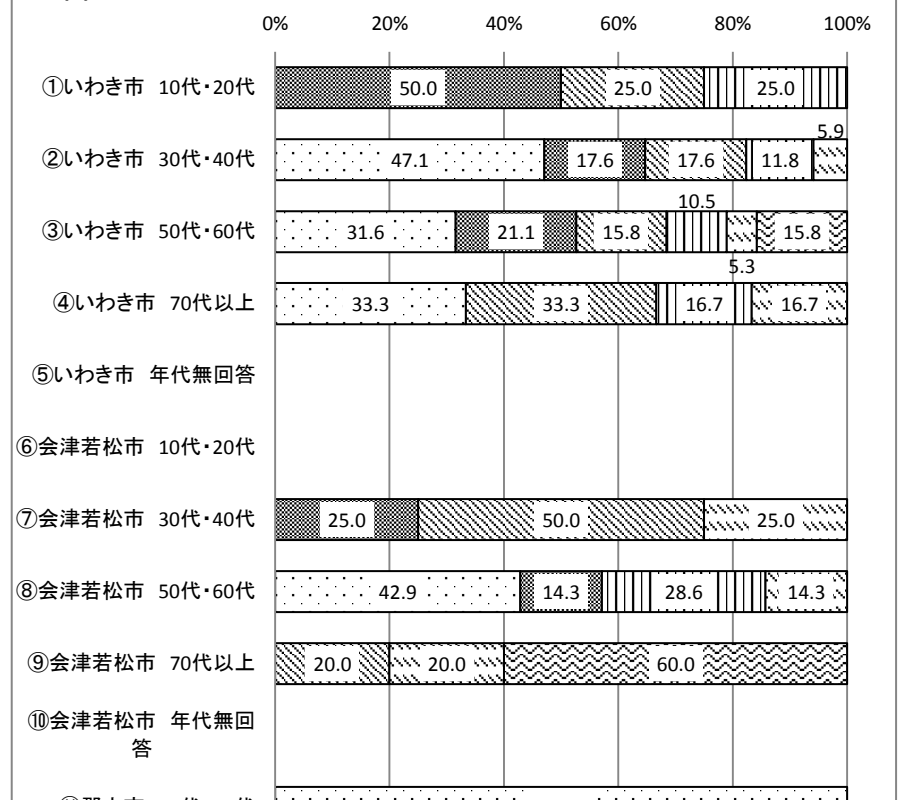 0% 20% 40% 60% 80% 100%
①いわき市 10代・20代 50.0 25.0 25.0
5.9
②いわき市 30代・40代 47.1 17.6 17.6 11.8
10.5
③いわき市 50代・60代 31.6 21.1 15.8 15.8
5.3
④いわき市 70代以上 33.3 33.3 16.7 16.7
⑤いわき市 年代無回答
⑥会津若松市 10代・20代
⑦会津若松市 30代・40代 25.0 50.0 25.0
⑧会津若松市 50代・60代 42.9 14.3 28.6 14.3
⑨会津若松市 70代以上 20.0 20.0 60.0
⑩会津若松市 年代無回
答